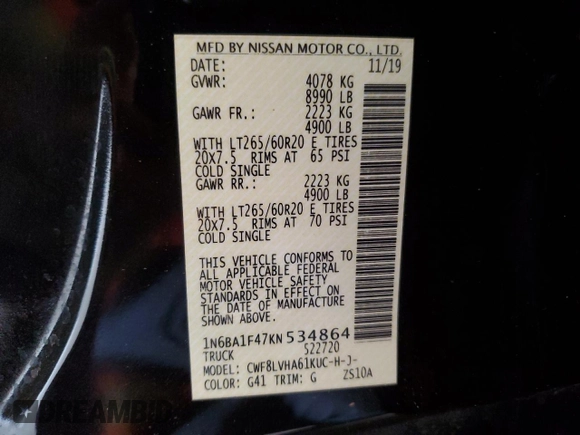 MFD BY NISSAN MOTOR CO., LTD.
DATE: 11/19
GVWR: 4078 KG
8990 LB
GAWR FR.: 2223 KG
4900 LB
WITH LT265/60R20 E TIRES
20X7.5 RIMS AT 65 PSI
COLD SINGLE
GAWR RR.: 2223 KG
4900 LB
WITH LT265/60R20 E TIRES
20X7.5 RIMS AT 70 PSI
COLD SINGLE
THIS VEHICLE CONFORMS TO
ALL APPLICABLE FEDERAL
MOTOR VEHICLE SAFETY
STANDARDS IN EFFECT ON
THE DATE OF MANUFACTURE
SHOWN ABOVE.
1N6BA1F47KN534864
TRUCK S22720
MODEL: CWF8LVHA61KUC-H-J-
COLOR: G41 TRIM: G ZS10A
DREAMBID